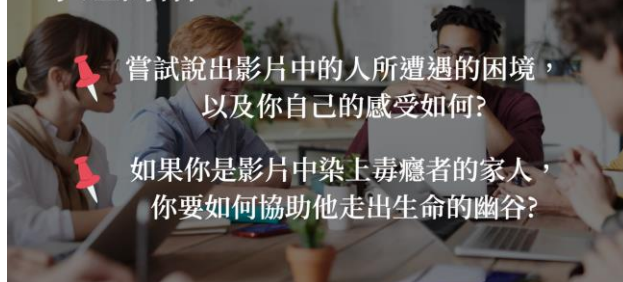 嘗試說出影片中的人所遭遇的困境，
以及你自己的感受如何?
如果你是影片中染上毒癮者的家人，
你要如何協助他走出生命的幽谷?